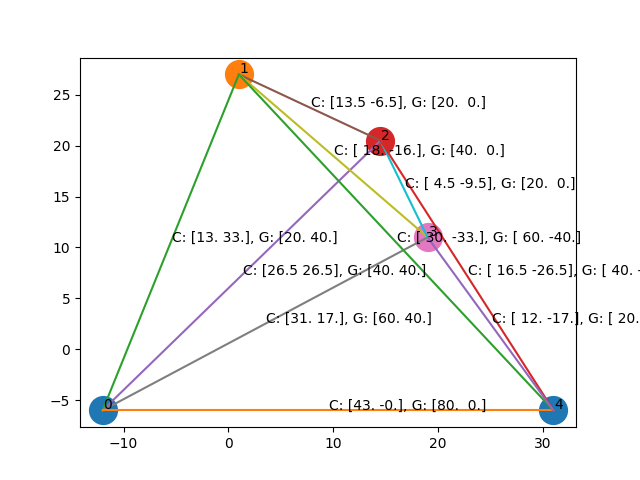 1
25
C: [13.5 -6.5], G: [20. 0.]
2
20
C: [ 18. -16.], G: [40. 0.]
C: [ 4.5 -9.5], G: [20. 0.]
15
3
C: [13. 33.], G: [20. 40.]
C: [ 30. -33.], G: [ 60. -40.]
10
C: [26.5 26.5], G: [40. 40.]
C: [ 16.5 -26.5], G: [ 40. -
5
C: [31. 17.], G: [60. 40.]
C: [ 12. -17.], G: [ 20.
0
−5
0
C: [43. -0.], G: [80. 0.]
4
−10 0 10 20 30